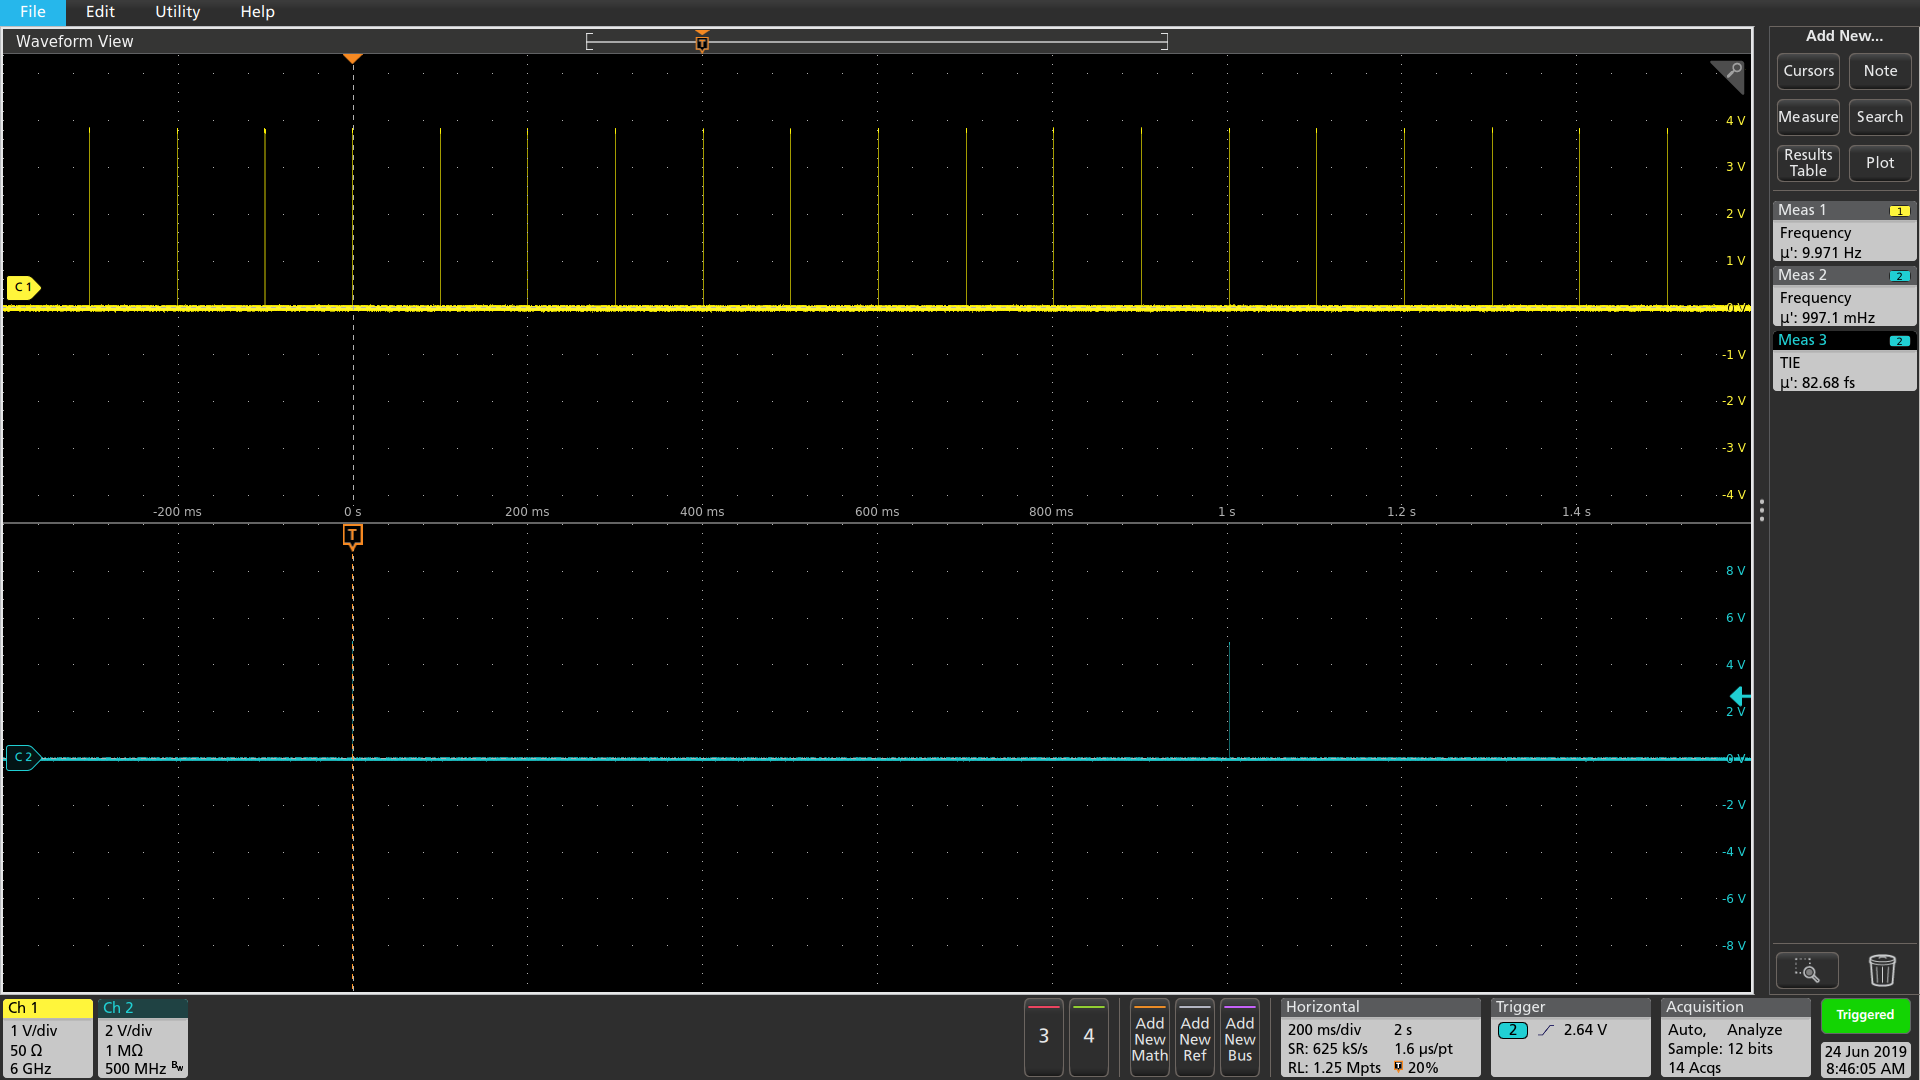 File Edit Utility Help
Waveform View
T
Add New...
Cursors Note
Measure Search
Results
Table
Plot
4 V
3 V
2 V
1 V
0 V
-1 V
-2 V
-3 V
-4 V
C 1
-200 ms 0 s 200 ms 400 ms 600 ms 800 ms 1 s 1.2 s 1.4 s
T
8 V
6 V
4 V
2 V
0 V
-2 V
-4 V
-6 V
-8 V
C 2
Meas 1 1
Frequency
µ': 9.971 Hz
Meas 2 2
Frequency
µ': 997.1 mHz
Meas 3 2
TIE
µ': 82.68 fs
Ch 1
1 V/div
50 Ω
6 GHz
Ch 2
2 V/div
1 MΩ
500 MHz Bw
3
4
Add
New
Math
Add
New
Ref
Add
New
Bus
Horizontal
200 ms/div 2 s
SR: 625 kS/s 1.6 µs/pt
RL: 1.25 Mpts T 20%
Trigger
2 2.64 V
Acquisition
Auto, Analyze
Sample: 12 bits
14 Acqs
Triggered
24 Jun 2019
8:46:05 AM